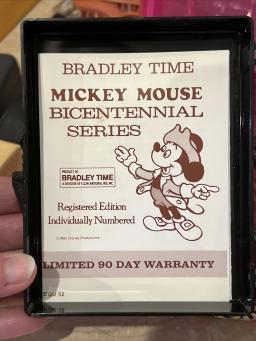 BRADLEY TIME
MICKEY MOUSE
BICENTENNIAL
SERIES
PRODUCT OF
BRADLEY TIME
A DIVISION OF ELGIN NATIONAL IND., INC.
Registered Edition
Individually Numbered
© Walt Disney Productions
LIMITED 90 DAY WARRANTY